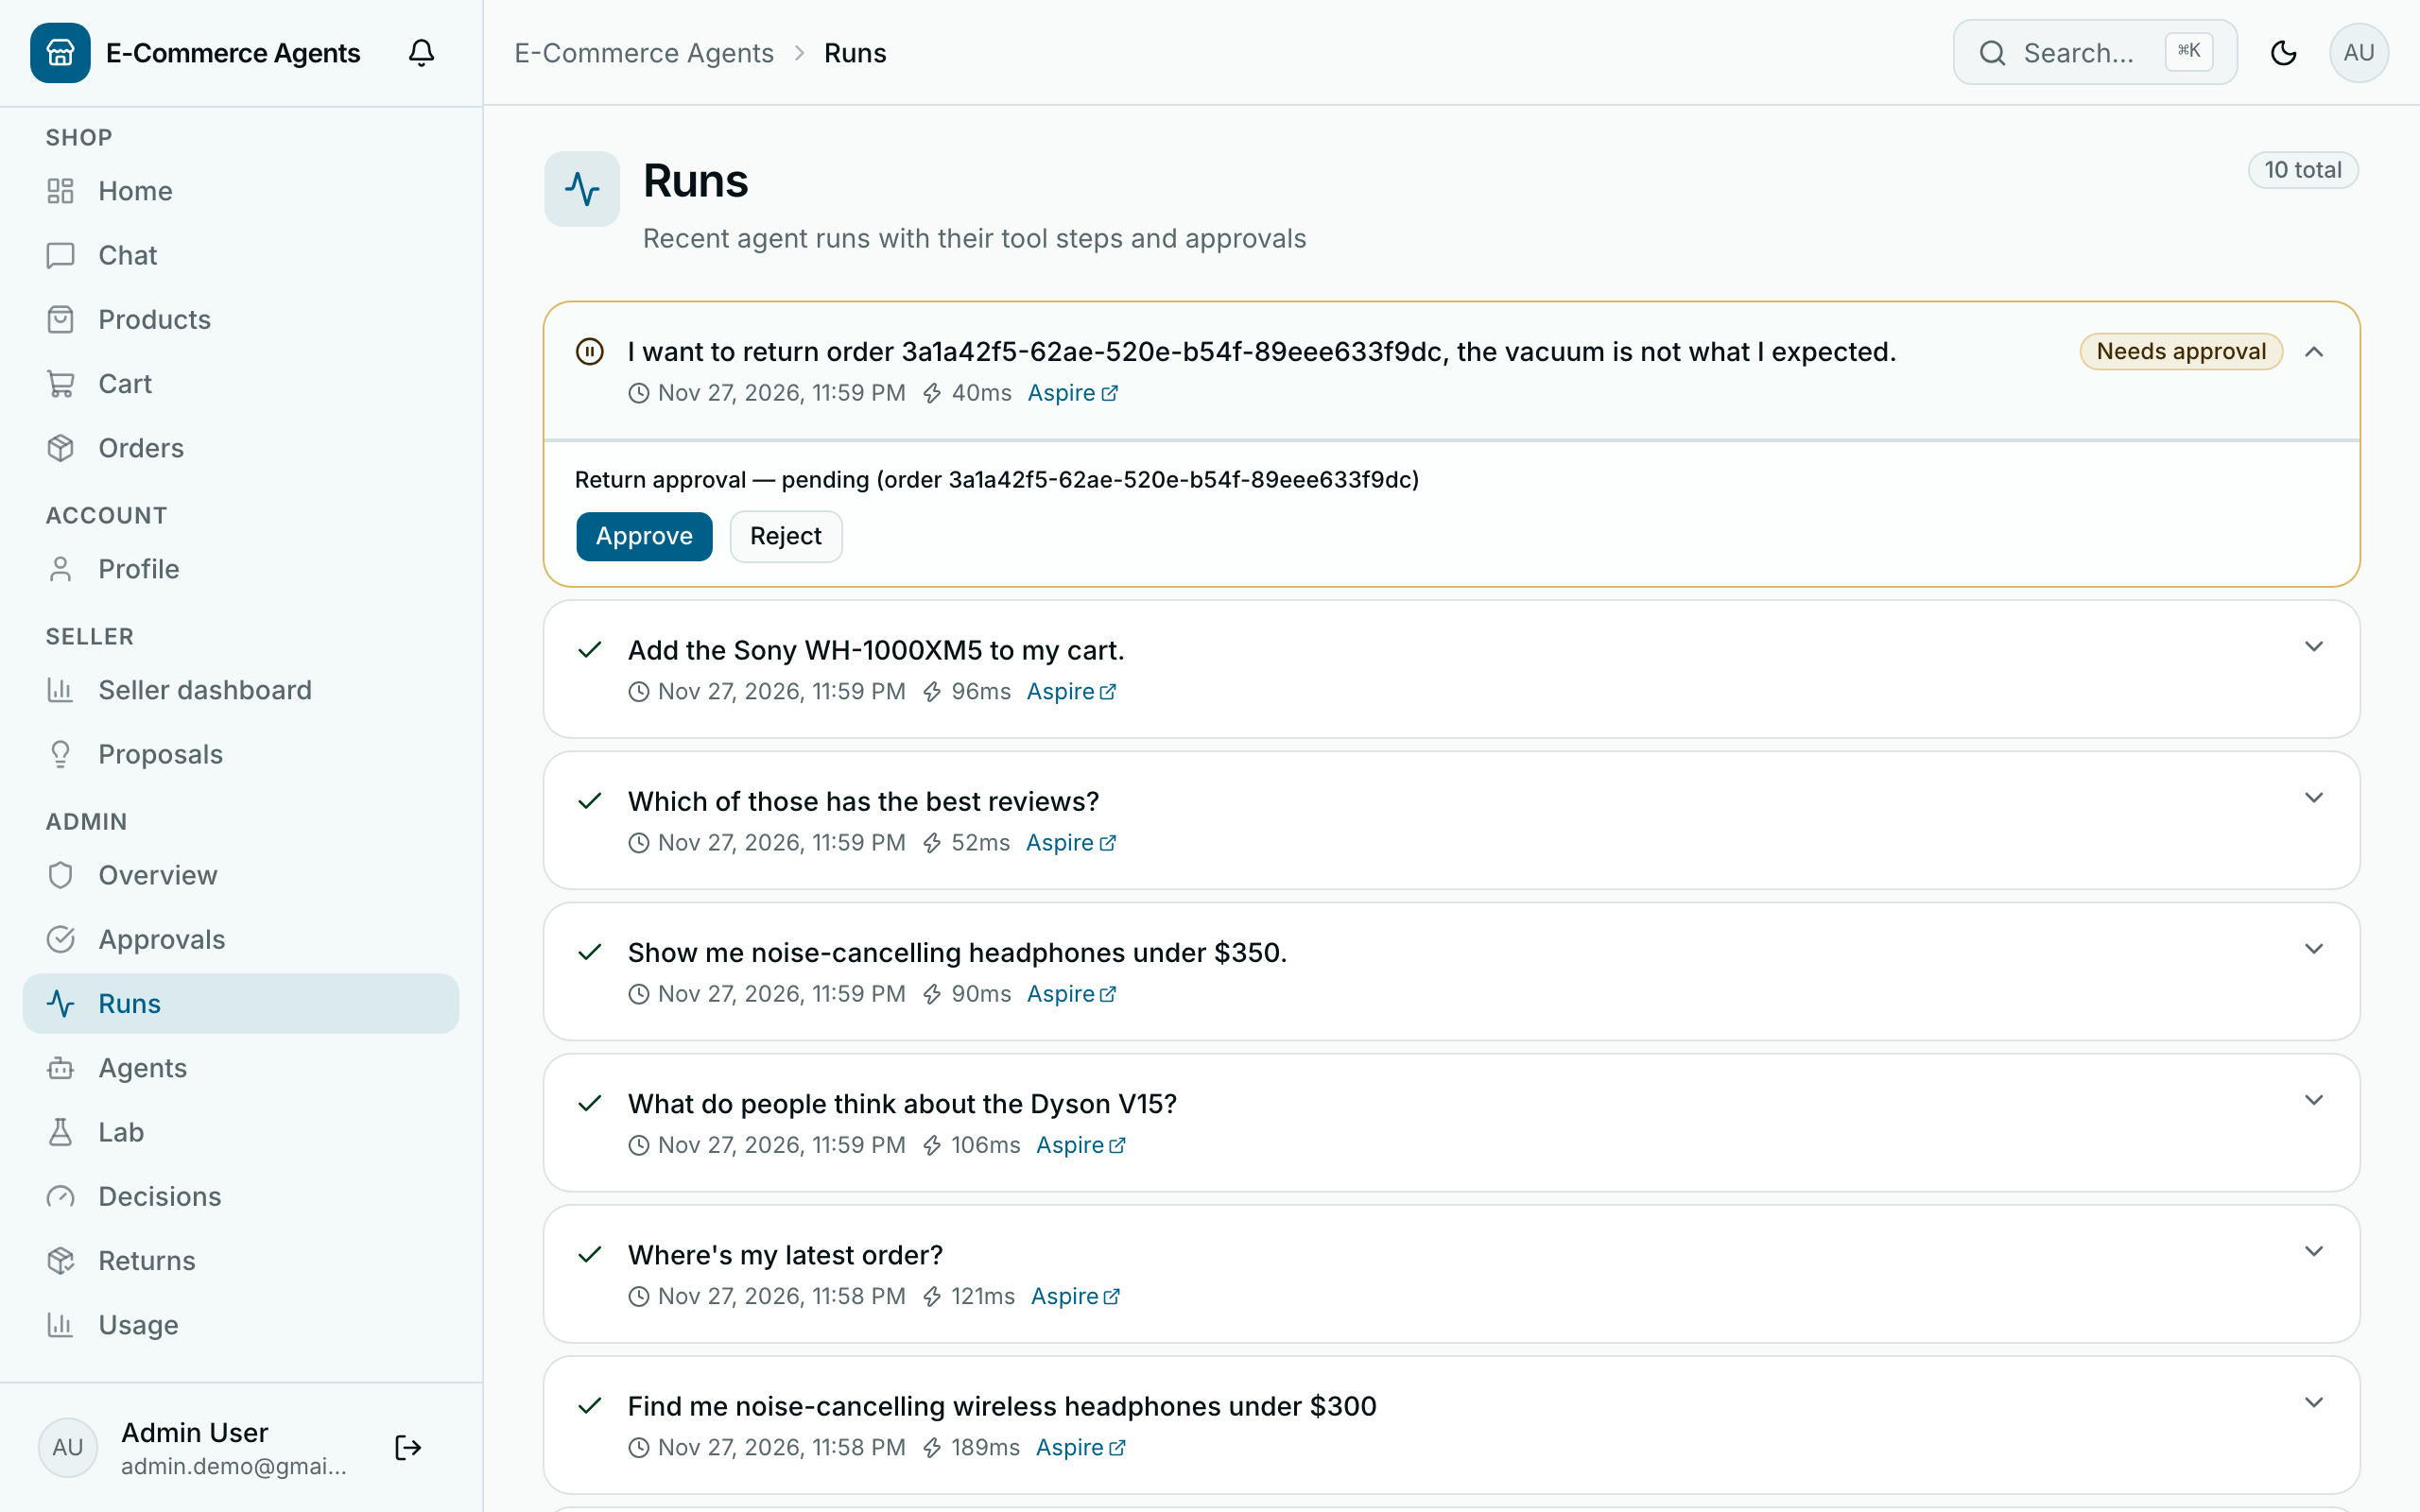 E-Commerce Agents
E-Commerce Agents > Runs
Search... ⌘K
AU
SHOP
Home
Chat
Products
Cart
Orders
ACCOUNT
Profile
SELLER
Seller dashboard
Proposals
ADMIN
Overview
Approvals
Runs
Agents
Lab
Decisions
Returns
Usage
AU
Admin User
admin.demo@gmai...
Runs
10 total
Recent agent runs with their tool steps and approvals
I want to return order 3a1a42f5-62ae-520e-b54f-89eee633f9dc, the vacuum is not what I expected.
Needs approval
Nov 27, 2026, 11:59 PM 40ms Aspire
Return approval — pending (order 3a1a42f5-62ae-520e-b54f-89eee633f9dc)
Approve Reject
Add the Sony WH-1000XM5 to my cart.
Nov 27, 2026, 11:59 PM 96ms Aspire
Which of those has the best reviews?
Nov 27, 2026, 11:59 PM 52ms Aspire
Show me noise-cancelling headphones under $350.
Nov 27, 2026, 11:59 PM 90ms Aspire
What do people think about the Dyson V15?
Nov 27, 2026, 11:59 PM 106ms Aspire
Where's my latest order?
Nov 27, 2026, 11:58 PM 121ms Aspire
Find me noise-cancelling wireless headphones under $300
Nov 27, 2026, 11:58 PM 189ms Aspire